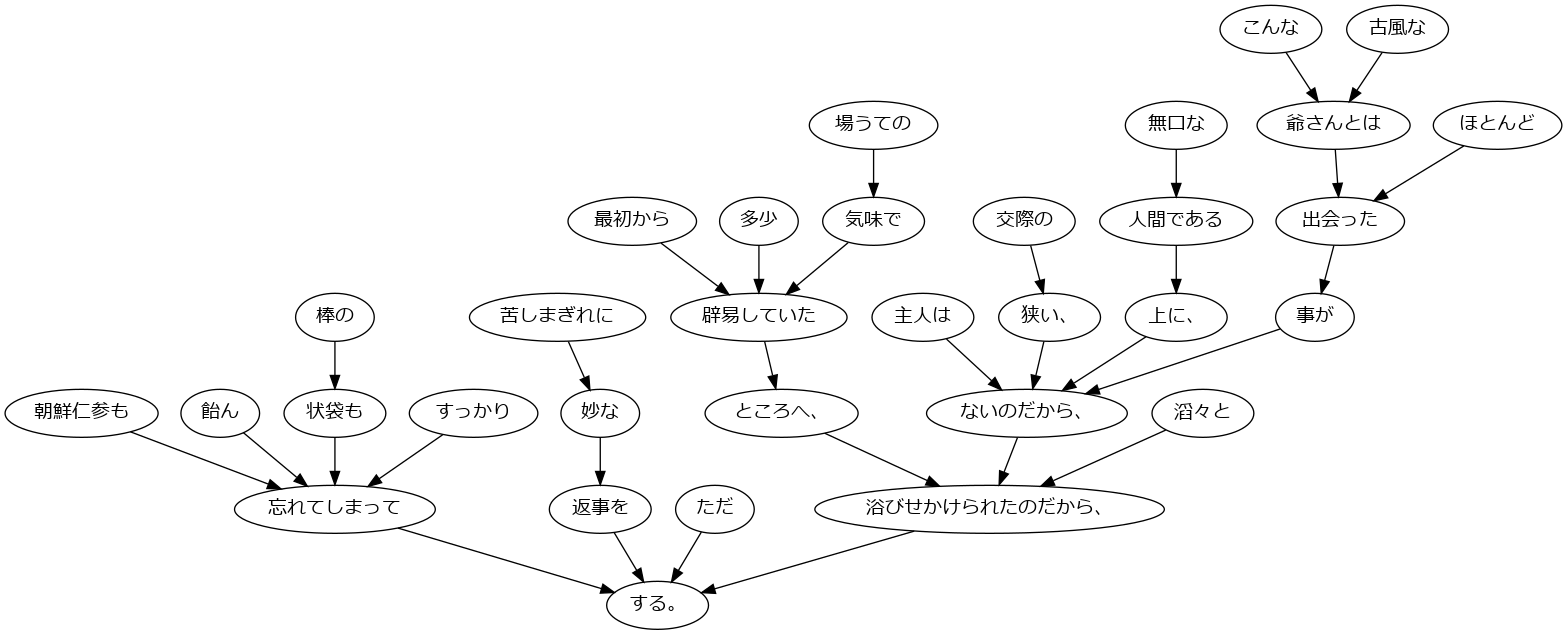 こんな
古風な
場うての
無口な
爺さんとは
ほとんど
最初から
多少
気味で
交際の
人間である
出会った
棒の
苦しまぎれに
辟易していた
主人は
狭い、
上に、
事が
朝鮮仁参も
飴ん
状袋も
すっかり
妙な
ところへ、
ないのだから、
滔々と
忘れてしまって
返事を
ただ
浴びせかけられたのだから、
する。